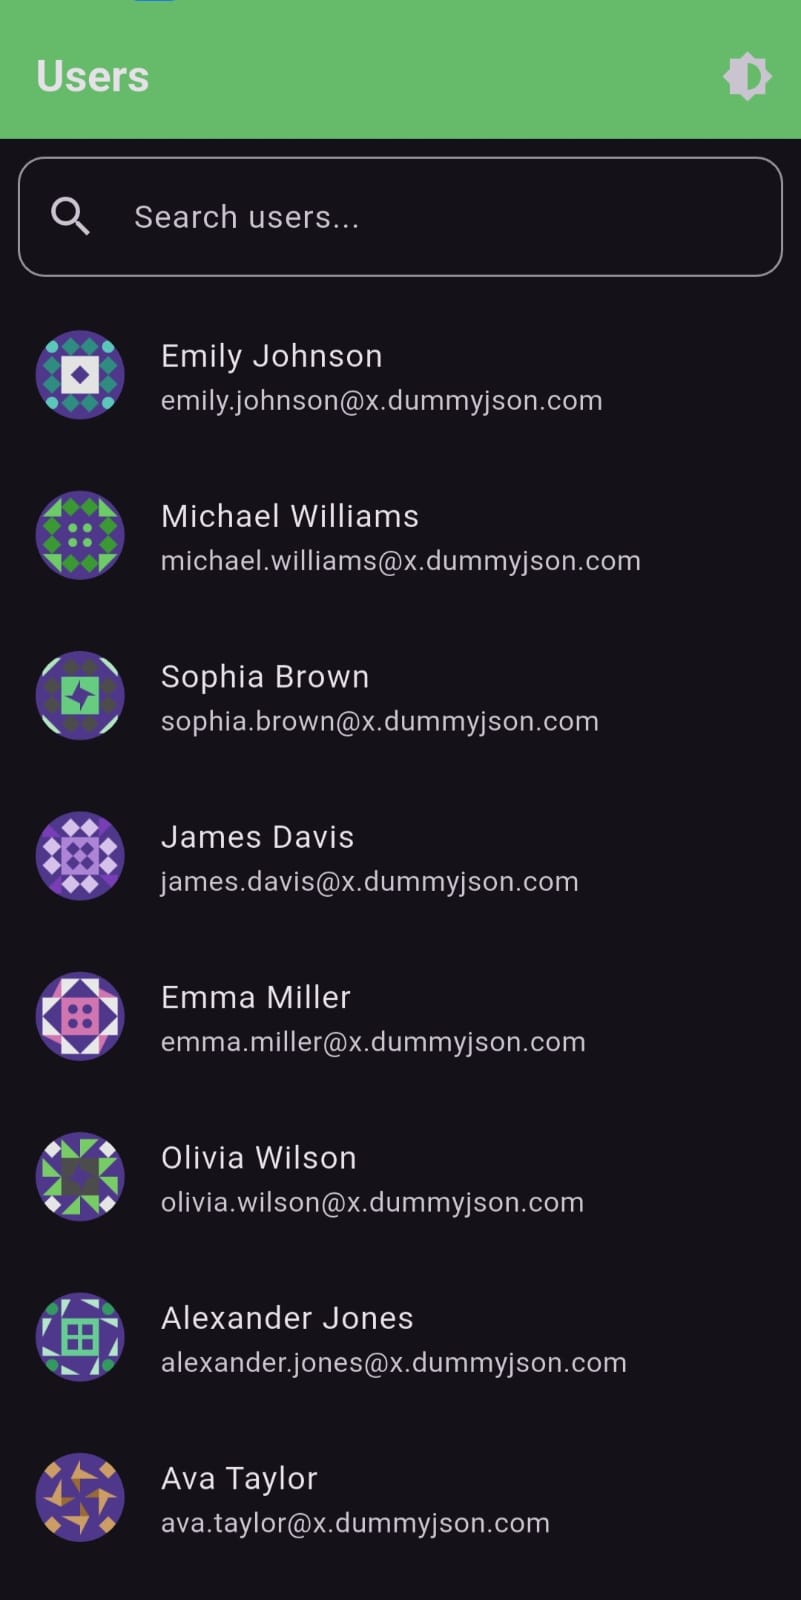 Users
Search users...
Emily Johnson
emily.johnson@x.dummyjson.com
Michael Williams
michael.williams@x.dummyjson.com
Sophia Brown
sophia.brown@x.dummyjson.com
James Davis
james.davis@x.dummyjson.com
Emma Miller
emma.miller@x.dummyjson.com
Olivia Wilson
olivia.wilson@x.dummyjson.com
Alexander Jones
alexander.jones@x.dummyjson.com
Ava Taylor
ava.taylor@x.dummyjson.com